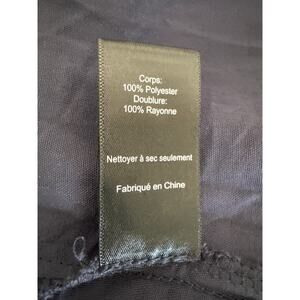 Corps:
100% Polyester
Doublure:
100% Rayonne
Nettoyer à sec seulement
Fabriqué en Chine